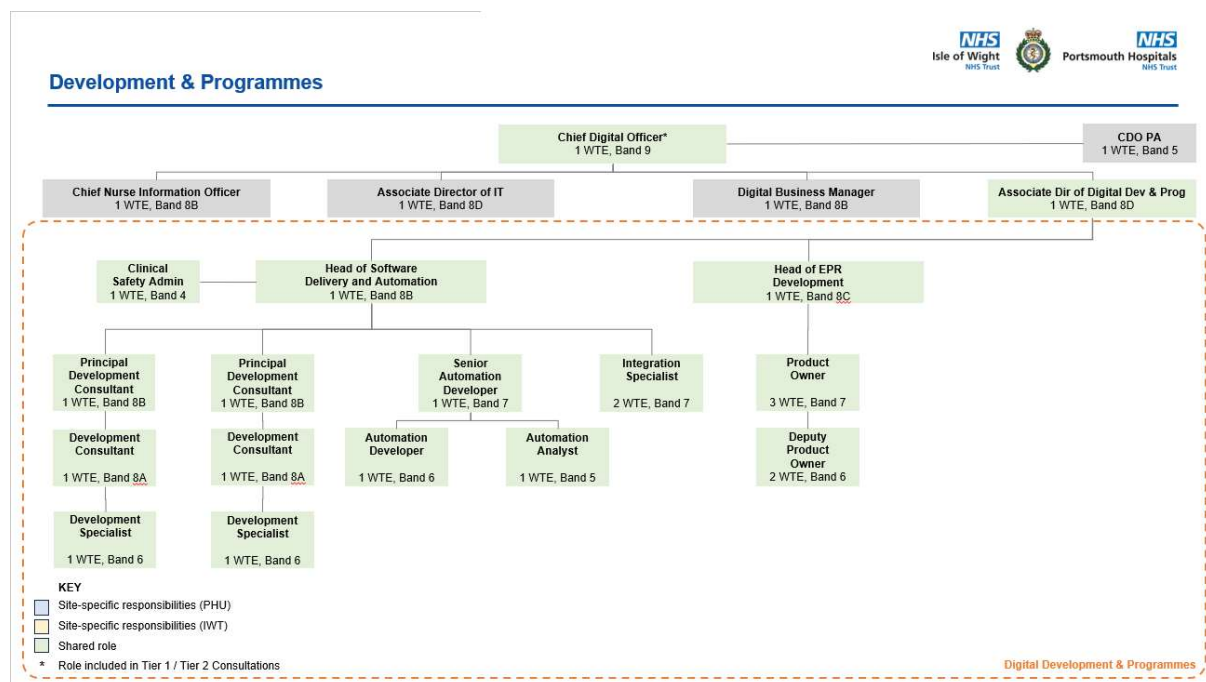 NHS
Isle of Wight
NHS Trust
NHS
Portsmouth Hospitals
NHS Trust
Development & Programmes
Chief Digital Officer*
1 WTE, Band 9
CDO PA
1 WTE, Band 5
Chief Nurse Information Officer
1 WTE, Band 8B
Associate Director of IT
1 WTE, Band 8D
Digital Business Manager
1 WTE, Band 8B
Associate Dir of Digital Dev & Prog
1 WTE, Band 8D
Clinical
Safety Admin
1 WTE, Band 4
Head of Software
Delivery and Automation
1 WTE, Band 8B
Head of EPR
Development
1 WTE, Band 8C
Principal
Development
Consultant
1 WTE, Band 8B
Principal
Development
Consultant
1 WTE, Band 8B
Senior
Automation
Developer
1 WTE, Band 7
Integration
Specialist
2 WTE, Band 7
Product
Owner
3 WTE, Band 7
Development
Consultant
1 WTE, Band 8A
Development
Consultant
1 WTE, Band 8A
Automation
Developer
1 WTE, Band 6
Automation
Analyst
1 WTE, Band 5
Deputy
Product
Owner
2 WTE, Band 6
Development
Specialist
1 WTE, Band 6
Development
Specialist
1 WTE, Band 6
KEY
Site-specific responsibilities (PHU)
Site-specific responsibilities (IWT)
Shared role
* Role included in Tier 1 / Tier 2 Consultations
Digital Development & Programmes